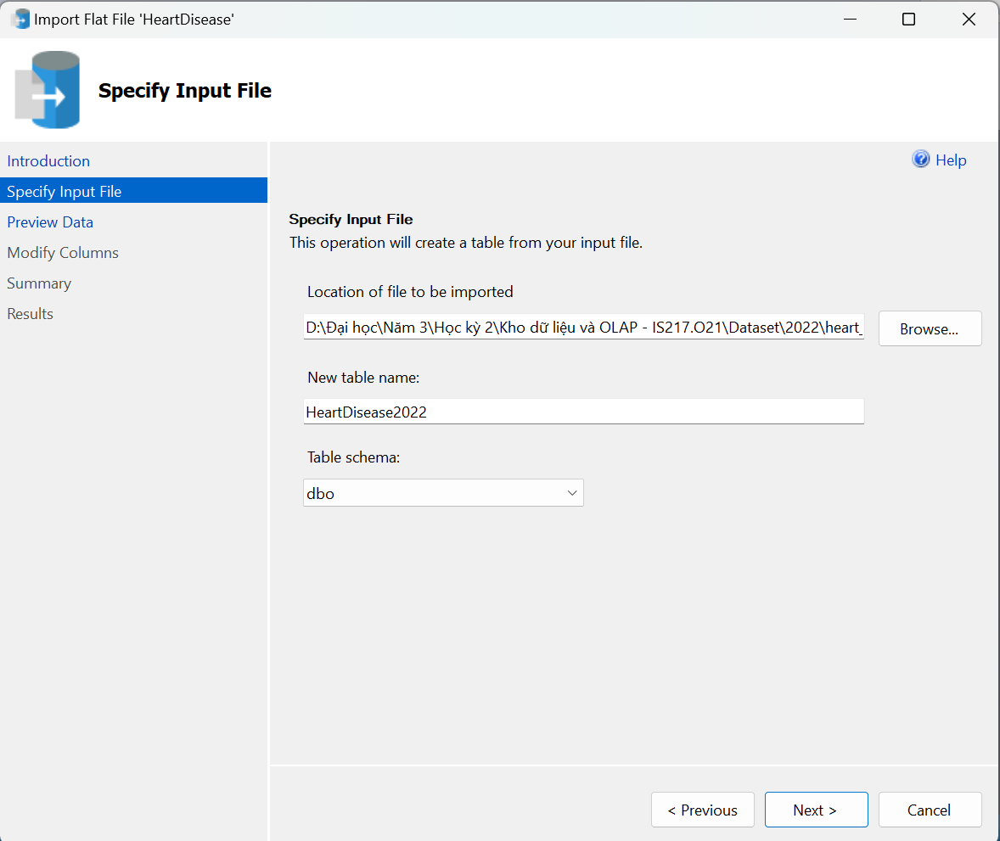 Import Flat File 'HeartDisease'
Specify Input File
Introduction
Specify Input File
Preview Data
Modify Columns
Summary
Results
Help
Specify Input File
This operation will create a table from your input file.
Location of file to be imported
D:\Đại học\Năm 3\Học kỳ 2\Kho dữ liệu và OLAP - IS217.O21\Dataset\2022\heart_
Browse...
New table name:
HeartDisease2022
Table schema:
dbo
< Previous
Next >
Cancel